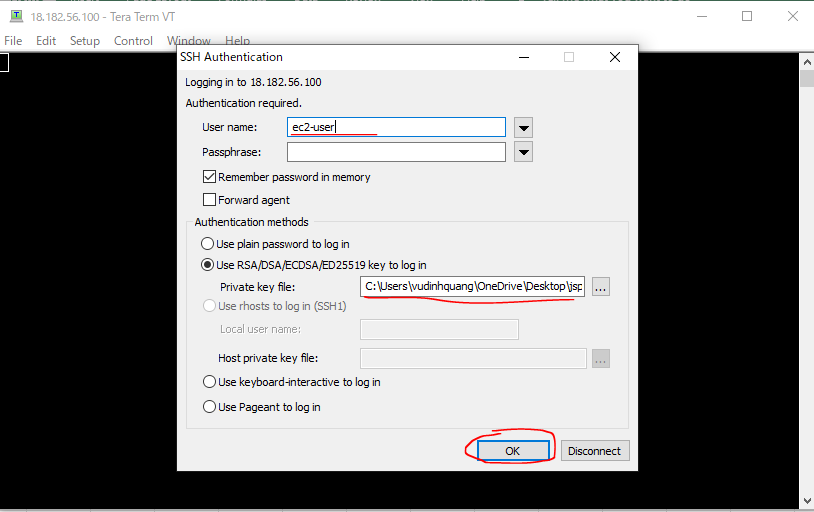 18.182.56.100 - Tera Term VT
File Edit Setup Control Window Help
SSH Authentication
Logging in to 18.182.56.100
Authentication required.
User name: ec2-user
Passphrase:
Remember password in memory
Forward agent
Authentication methods
Use plain password to log in
Use RSA/DSA/ECDSA/ED25519 key to log in
Private key file: C:\Users\vudinhquang\OneDrive\Desktop\jsp ...
Use rhosts to log in (SSH1)
Local user name:
Host private key file: ...
Use keyboard-interactive to log in
Use Pageant to log in
OK Disconnect